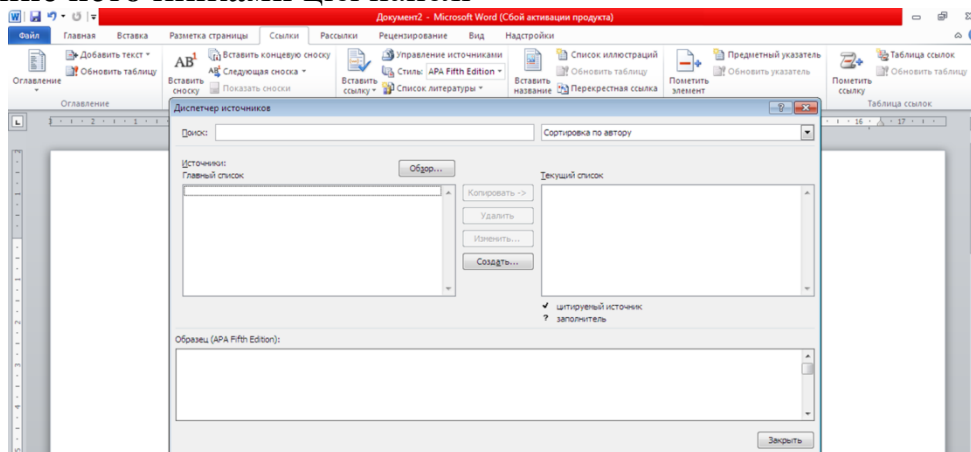 Документ2 - Microsoft Word (Сбой активации продукта)
Файл Главная Вставка Разметка страницы Ссылки Рассылки Рецензирование Вид Надстройки
Оглавление
Добавить текст
Обновить таблицу
Оглавление
AB¹
Вставить сноску
Вставить концевую сноску
Следующая сноска
Показать сноски
Вставить ссылку
Управление источниками
Стиль: APA Fifth Edition
Список литературы
Вставить название
Список иллюстраций
Обновить таблицу
Перекрестная ссылка
Пометить элемент
Предметный указатель
Обновить указатель
Пометить ссылку
Таблица ссылок
Обновить таблицу
Таблица ссылок
Диспетчер источников
Поиск:
Сортировка по автору
Источники:
Главный список
Обзор...
Текущий список
Копировать ->
Удалить
Изменить...
Создать...
цитируемый источник
? заполнитель
Образец (APA Fifth Edition):
Закрыть